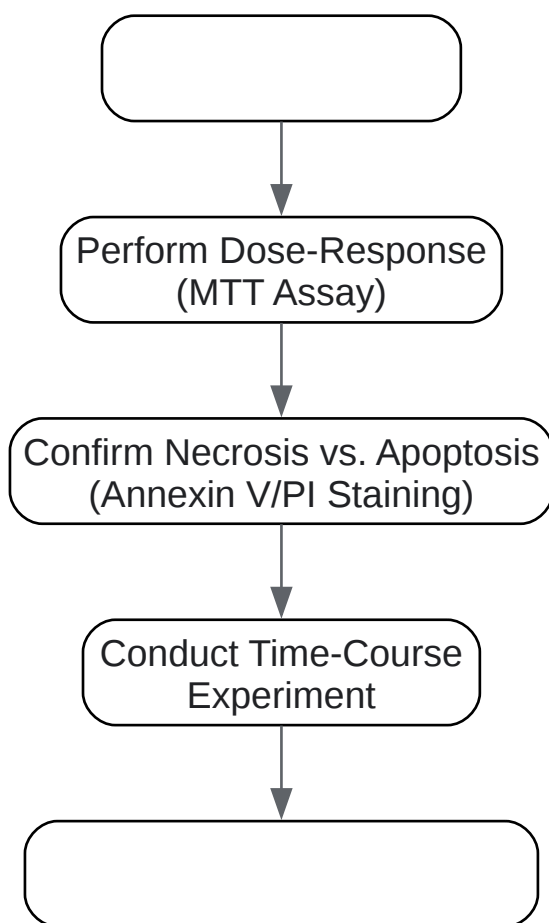 Perform Dose-Response
(MTT Assay)
Confirm Necrosis vs. Apoptosis
(Annexin V/PI Staining)
Conduct Time-Course
Experiment